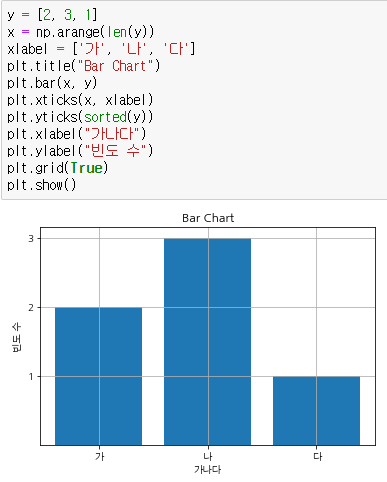 y = [2, 3, 1]
x = np.arange(len(y))
xlabel = ['가', '나', '다']
plt.title("Bar Chart")
plt.bar(x, y)
plt.xticks(x, xlabel)
plt.yticks(sorted(y))
plt.xlabel("가나다")
plt.ylabel("빈도 수")
plt.grid(True)
plt.show()
Bar Chart
3
2
1
빈도 수
가 나 다
가나다